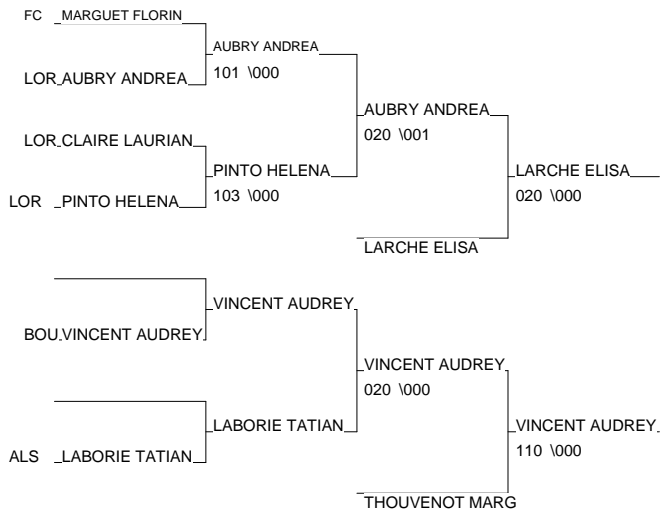 FC MARGUET FLORIN
AUBRY ANDREA
101 \000
LOR AUBRY ANDREA
AUBRY ANDREA
020 \001
LOR CLAIRE LAURIAN
PINTO HELENA
103 \000
LARCHE ELISA
020 \000
LOR PINTO HELENA
LARCHE ELISA
VINCENT AUDREY
BOU VINCENT AUDREY
VINCENT AUDREY
020 \000
LABORIE TATIAN
VINCENT AUDREY
110 \000
ALS LABORIE TATIAN
THOUVENOT MARG